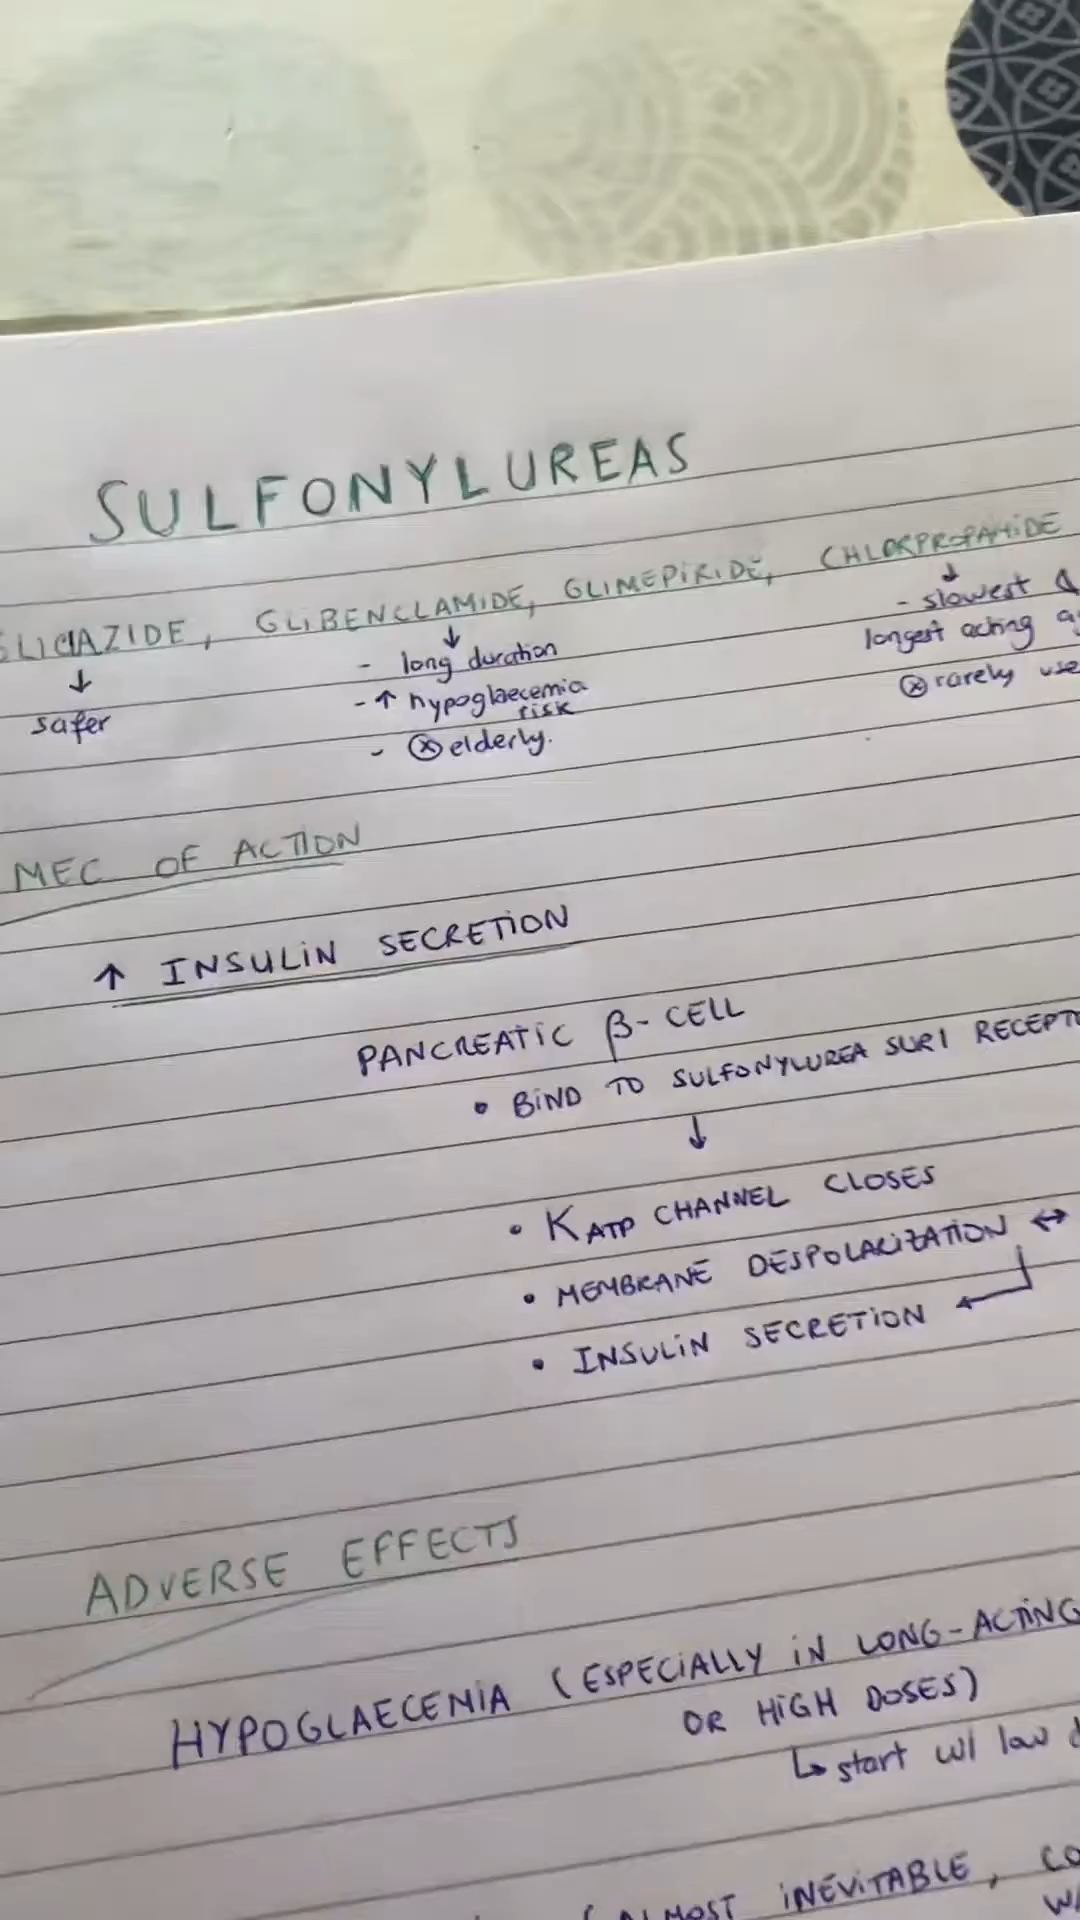 SULFONYLUREAS
GLICLAZIDE, GLIBENCLAMIDE, GLIMEPIRIDE, CHLORPROPAMIDE
↓ safer
↓ - long duration
- ↑ hypoglaecemia risk
- ⓧ elderly.
↓ - slowest &
longest acting
ⓧ rarely
MEC OF ACTION
↑ INSULIN SECRETION
PANCREATIC β-CELL
• BIND TO SULFONYLUREA SUR1
↓
• KATP CHANNEL CLOSES
• MEMBRANE DESPOLARIZATION ↔
• INSULIN SECRETION ←
ADVERSE EFFECTS
HYPOGLAECEMIA (ESPECIALLY IN LONG-ACTING
OR HIGH DOSES)
↳ start w/ low
INEVITABLE,